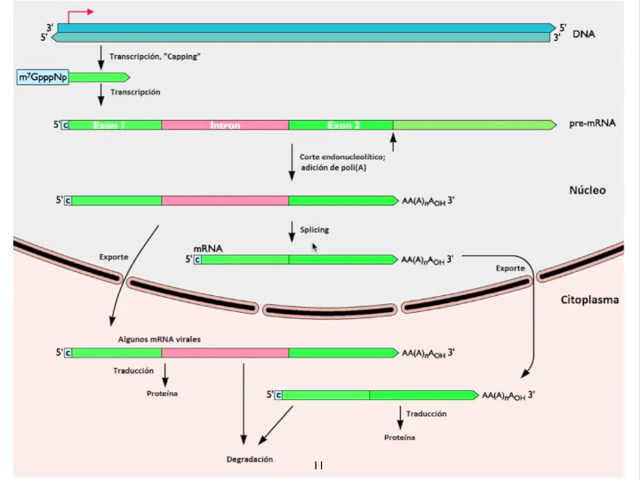 3' 5'
5' 3' DNA
Transcripción, "Capping"
m7GpppNp
Transcripción
5' c Exon 1 Intron Exon 2 pre-mRNA
Corte endonucleolítico;
adición de poli(A)
Núcleo
5' c AA(A)nAOH 3'
Splicing
mRNA
5' c AA(A)nAOH 3'
Exporte
Exporte
Citoplasma
Algunos mRNA virales
5' c AA(A)nAOH 3'
Traducción
Proteína
5' c AA(A)nAOH 3'
Traducción
Proteína
Degradación
11